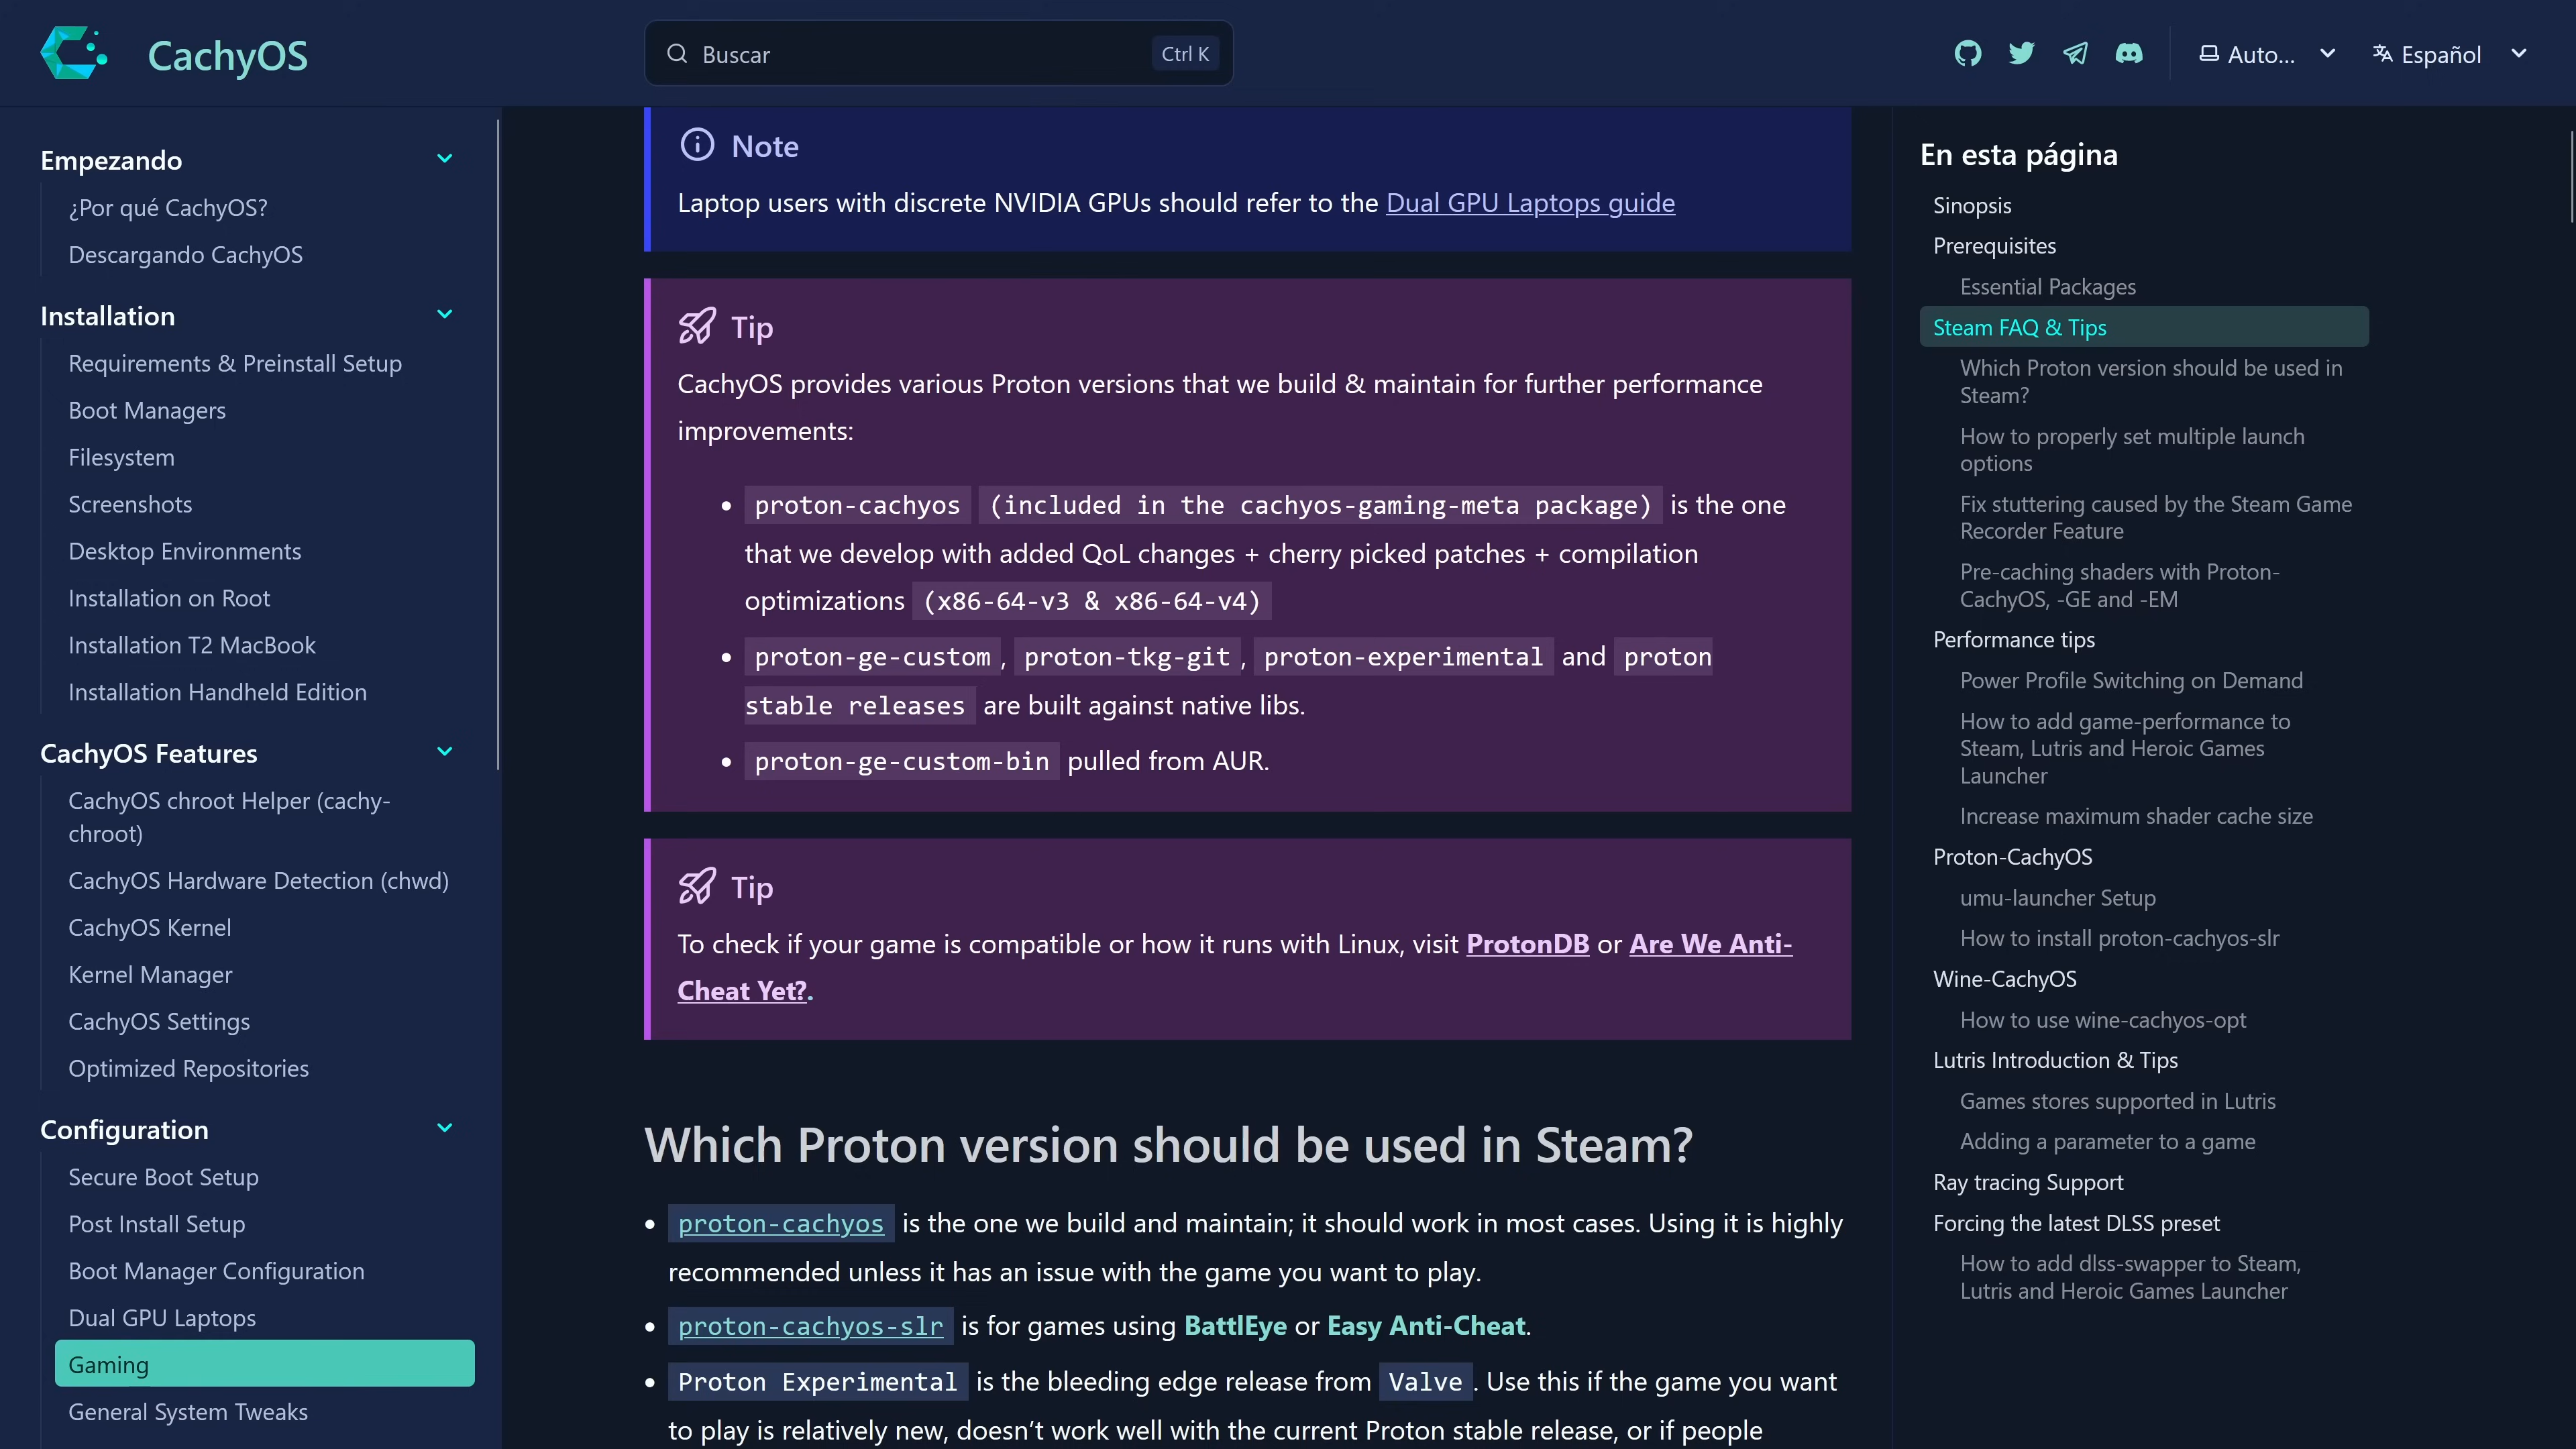 CachyOS
Buscar
Ctrl K
Auto...
Español
Empezando
¿Por qué CachyOS?
Descargando CachyOS
Installation
Requirements & Preinstall Setup
Boot Managers
Filesystem
Screenshots
Desktop Environments
Installation on Root
Installation T2 MacBook
Installation Handheld Edition
CachyOS Features
CachyOS chroot Helper (cachy-
chroot)
CachyOS Hardware Detection (chwd)
CachyOS Kernel
Kernel Manager
CachyOS Settings
Optimized Repositories
Configuration
Secure Boot Setup
Post Install Setup
Boot Manager Configuration
Dual GPU Laptops
Gaming
General System Tweaks
Note
Laptop users with discrete NVIDIA GPUs should refer to the Dual GPU Laptops guide
Tip
CachyOS provides various Proton versions that we build & maintain for further performance
improvements:
proton-cachyos (included in the cachyos-gaming-meta package) is the one
that we develop with added QoL changes + cherry picked patches + compilation
optimizations (x86-64-v3 & x86-64-v4)
proton-ge-custom, proton-tkg-git, proton-experimental and proton
stable releases are built against native libs.
proton-ge-custom-bin pulled from AUR.
Tip
To check if your game is compatible or how it runs with Linux, visit ProtonDB or Are We Anti-
Cheat Yet?.
Which Proton version should be used in Steam?
proton-cachyos is the one we build and maintain; it should work in most cases. Using it is highly
recommended unless it has an issue with the game you want to play.
proton-cachyos-slr is for games using BattlEye or Easy Anti-Cheat.
Proton Experimental is the bleeding edge release from Valve. Use this if the game you want
to play is relatively new, doesn’t work well with the current Proton stable release, or if people
En esta página
Sinopsis
Prerequisites
Essential Packages
Steam FAQ & Tips
Which Proton version should be used in
Steam?
How to properly set multiple launch
options
Fix stuttering caused by the Steam Game
Recorder Feature
Pre-caching shaders with Proton-
CachyOS, -GE and -EM
Performance tips
Power Profile Switching on Demand
How to add game-performance to
Steam, Lutris and Heroic Games
Launcher
Increase maximum shader cache size
Proton-CachyOS
umu-launcher Setup
How to install proton-cachyos-slr
Wine-CachyOS
How to use wine-cachyos-opt
Lutris Introduction & Tips
Games stores supported in Lutris
Adding a parameter to a game
Ray tracing Support
Forcing the latest DLSS preset
How to add dlss-swapper to Steam,
Lutris and Heroic Games Launcher